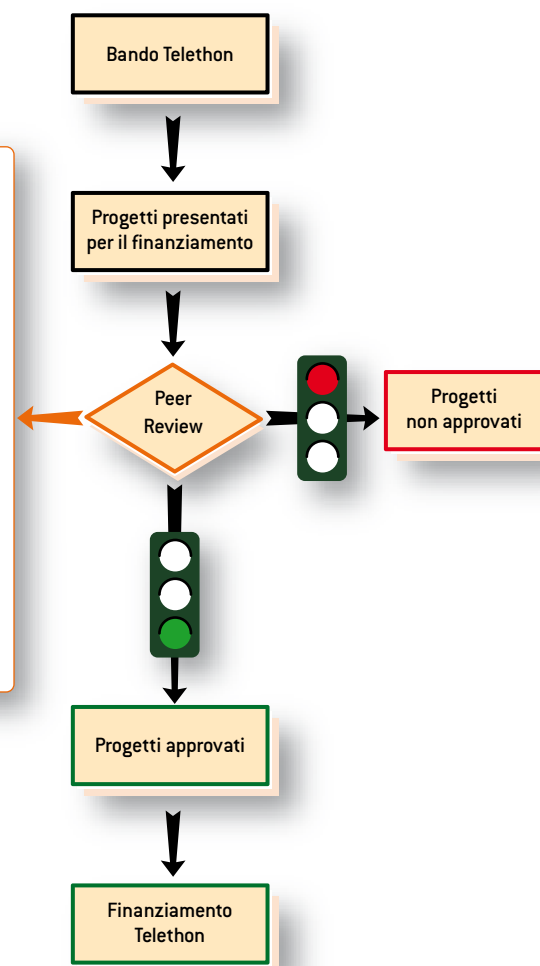 Bando Telethon
Progetti presentati
per il finanziamento
Peer
Review
Progetti
non approvati
Progetti approvati
Finanziamento
Telethon